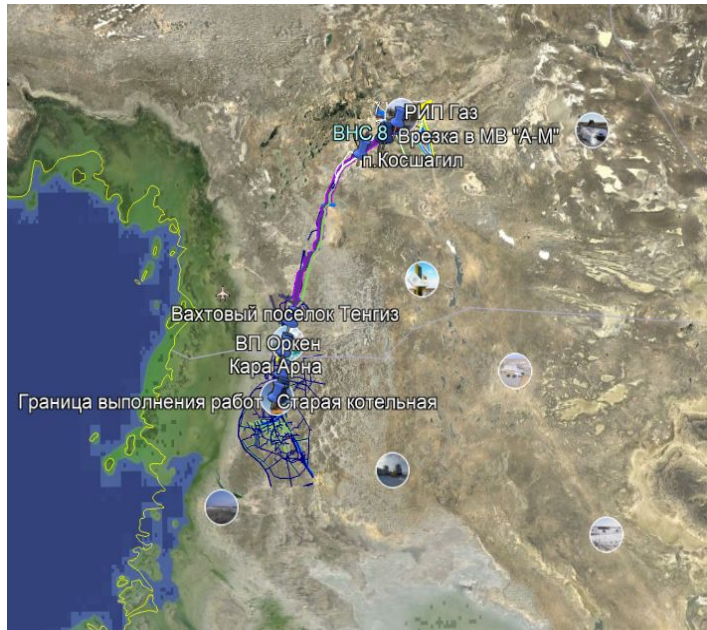 РИП Газ
ВНС 8
Врезка в МВ "А-М"
п.Косшагил
Вахтовый поселок Тенгиз
ВП Оркен
Кара Арна
Граница выполнения работ
Старая котельная